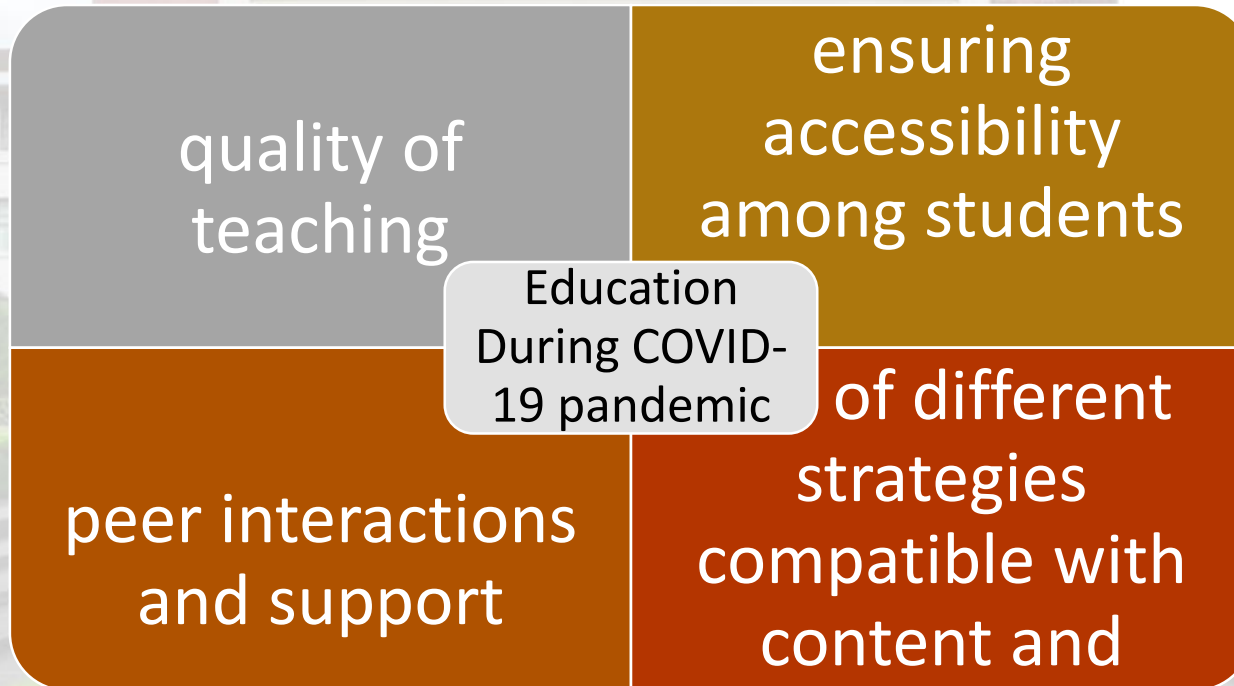 quality of
teaching
ensuring
accessibility
among students
Education
During COVID-
19 pandemic
peer interactions
and support
of different
strategies
compatible with
content and